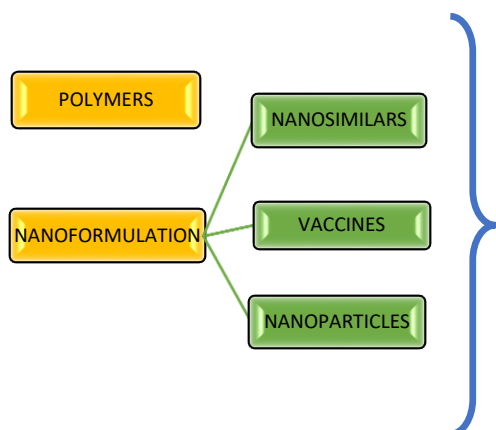 POLYMERS
NANOSIMILARS
NANOFORMULATION
VACCINES
NANOPARTICLES